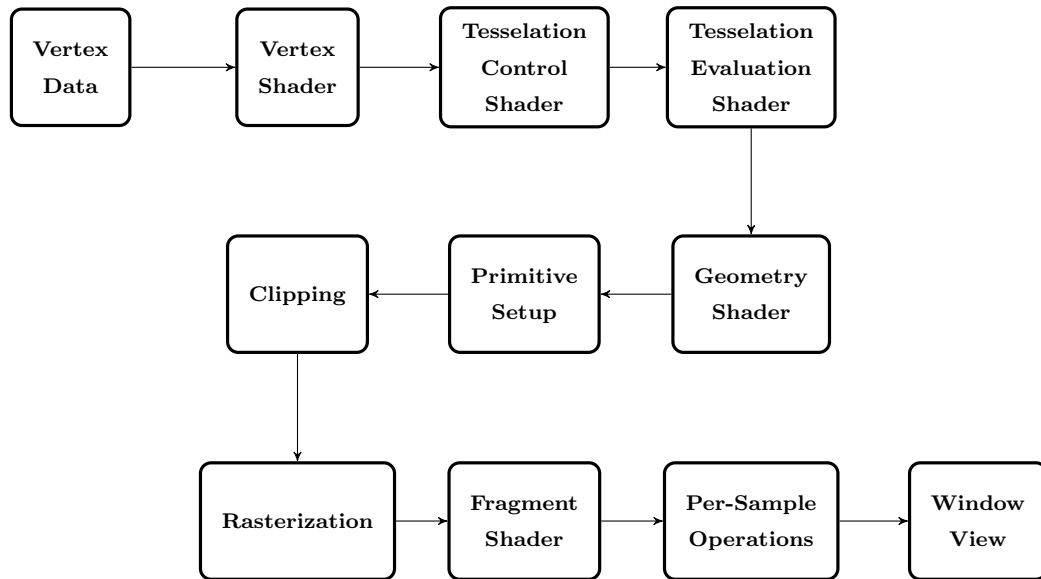 Vertex
Data
Vertex
Shader
Tesselation
Control
Shader
Tesselation
Evaluation
Shader
Geometry
Shader
Primitive
Setup
Clipping
Rasterization
Fragment
Shader
Per-Sample
Operations
Window
View